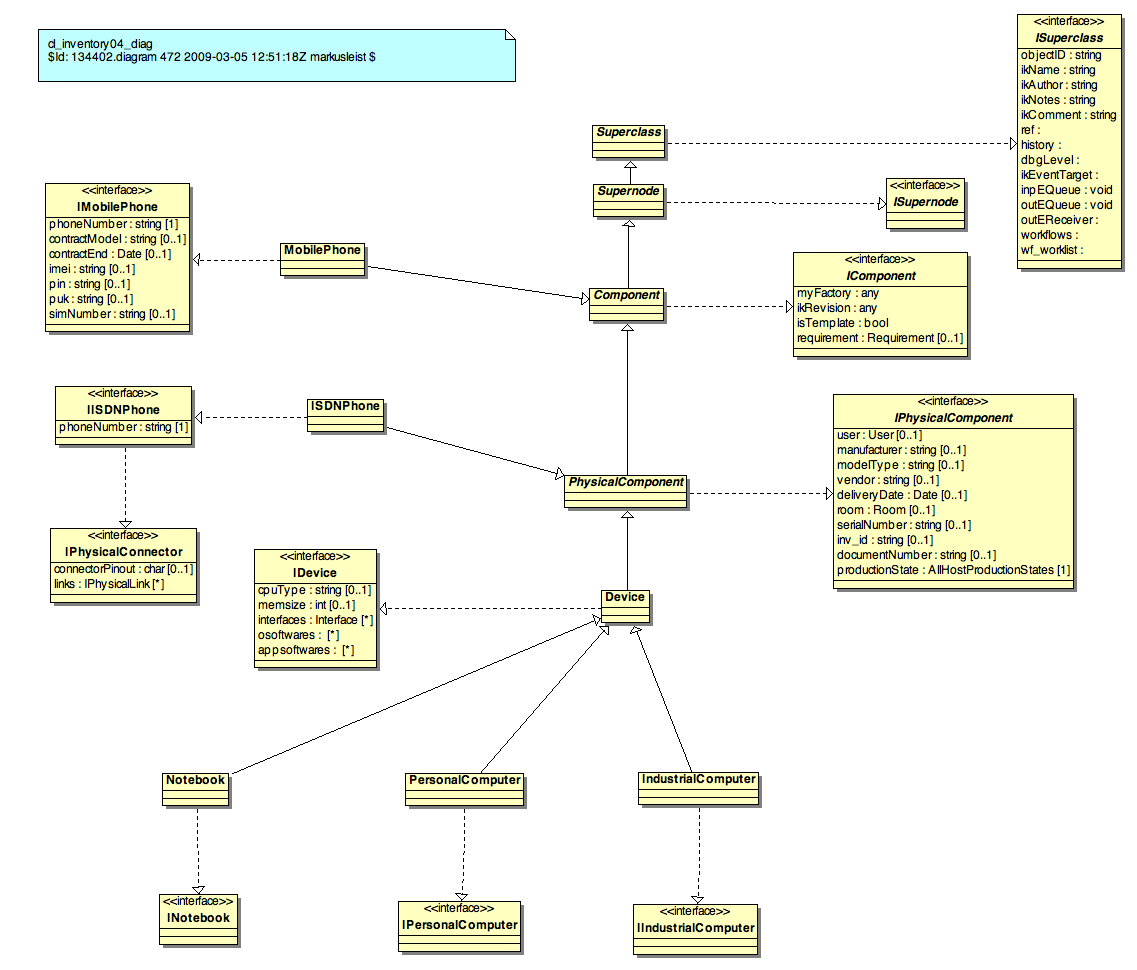 cl_inventory04_diag
$Id: 134402.diagram 472 2009-03-05 12:51:18Z markusleist $
<<interface>>
ISuperclass
objectID : string
ikName : string
ikAuthor : string
ikNotes : string
ikComment : string
ref :
history :
dbgLevel :
ikEventTarget :
inpEQueue : void
outEQueue : void
outEReceiver :
workflows :
wf_worklist :
Superclass
Supernode
<<interface>>
ISupernode
<<interface>>
IMobilePhone
phoneNumber : string [1]
contractModel : string [0..1]
contractEnd : Date [0..1]
imei : string [0..1]
pin : string [0..1]
puk : string [0..1]
simNumber : string [0..1]
MobilePhone
Component
<<interface>>
IComponent
myFactory : any
ikRevision : any
isTemplate : bool
requirement : Requirement [0..1]
<<interface>>
IISDNPhone
phoneNumber : string [1]
ISDNPhone
<<interface>>
IPhysicalComponent
user : User [0..1]
manufacturer : string [0..1]
modelType : string [0..1]
vendor : string [0..1]
deliveryDate : Date [0..1]
room : Room [0..1]
serialNumber : string [0..1]
inv_id : string [0..1]
documentNumber : string [0..1]
productionState : AllHostProductionStates [1]
PhysicalComponent
<<interface>>
IPhysicalConnector
connectorPinout : char [0..1]
links : IPhysicalLink [*]
<<interface>>
IDevice
cpuType : string [0..1]
memsize : int [0..1]
interfaces : Interface [*]
osoftwares : [*]
appsoftwares : [*]
Device
Notebook
PersonalComputer
IndustrialComputer
<<interface>>
INotebook
<<interface>>
IPersonalComputer
<<interface>>
IIndustrialComputer